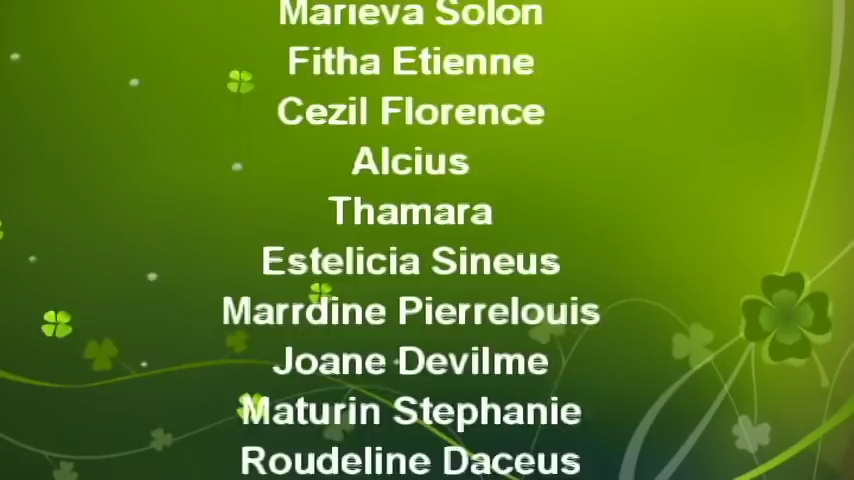 Marieva Solon
Fitha Etienne
Cezil Florence
Alcius
Thamara
Estelicia Sineus
Marrdine Pierrelouis
Joane Devilme
Maturin Stephanie
Roudeline Daceus